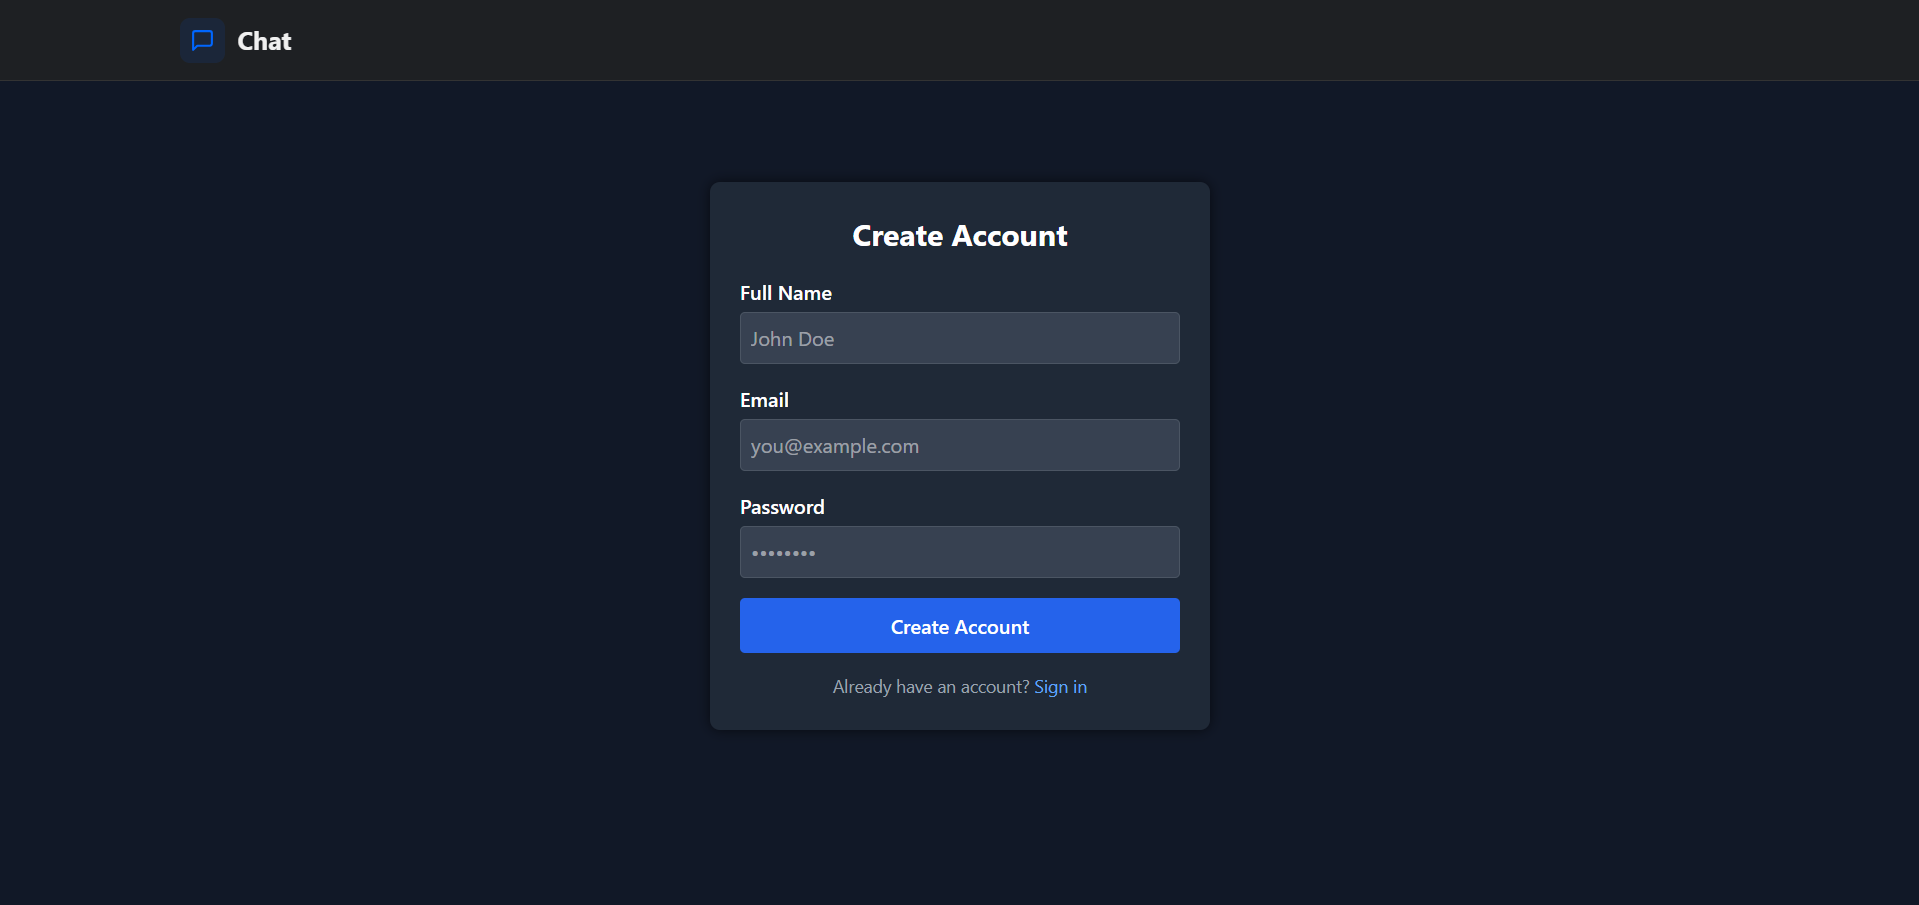 Chat
Create Account
Full Name
John Doe
Email
you@example.com
Password
••••••••
Create Account
Already have an account? Sign in